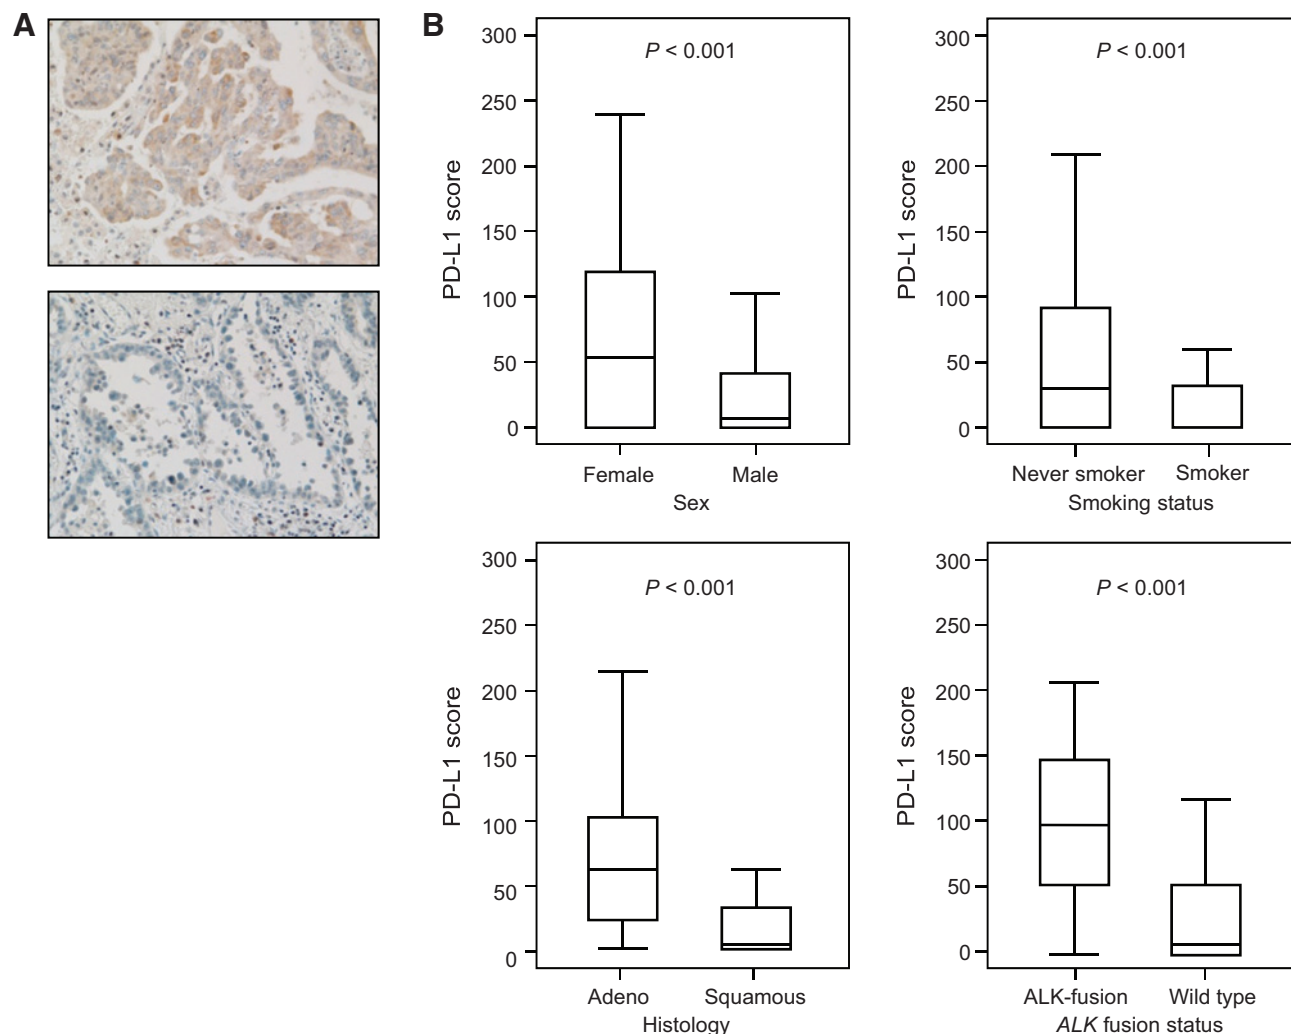 A
B
300
250
200
150
100
50
0
PD-L1 score
P < 0.001
Female
Male
Sex
300
250
200
150
100
50
0
PD-L1 score
P < 0.001
Never smoker
Smoker
Smoking status
300
250
200
150
100
50
0
PD-L1 score
P < 0.001
Adeno
Squamous
Histology
300
250
200
150
100
50
0
PD-L1 score
P < 0.001
ALK-fusion
Wild type
ALK fusion status